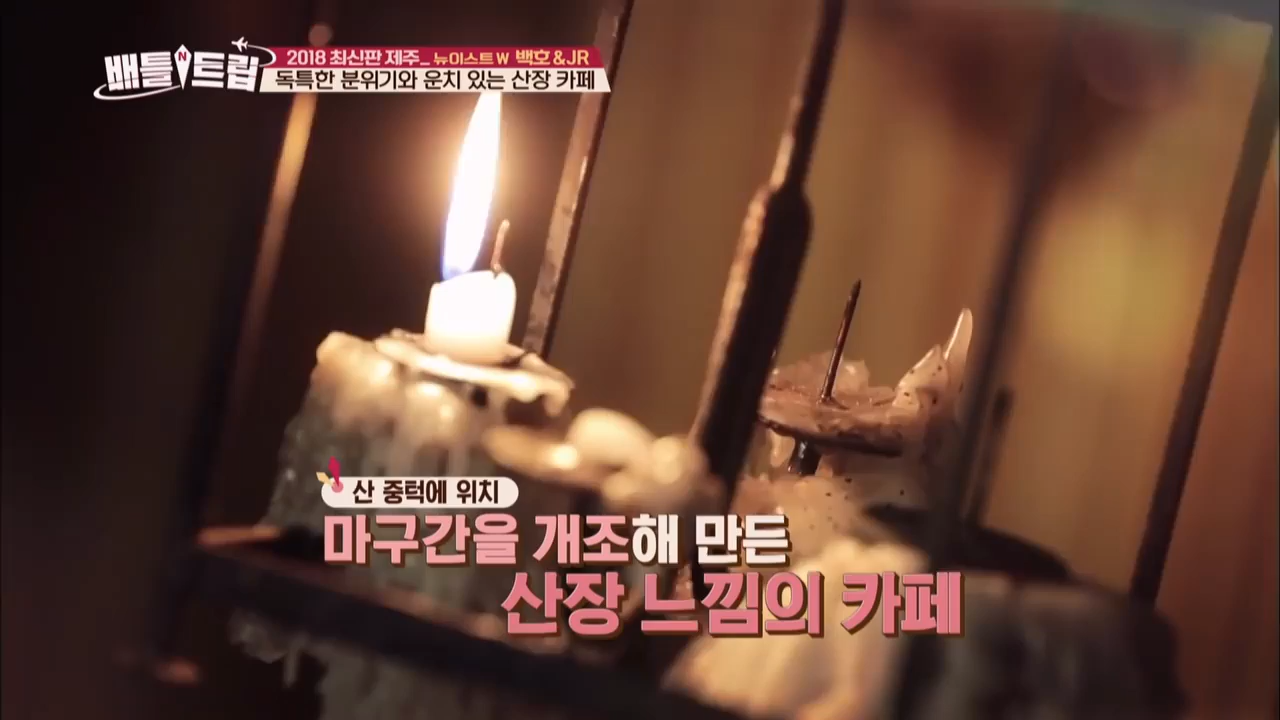 배틀트립
N
2018 최신판 제주_ 뉴이스트W 백호&JR
독특한 분위기와 운치 있는 산장 카페
산 중턱에 위치
마구간을 개조해 만든
산장 느낌의 카페